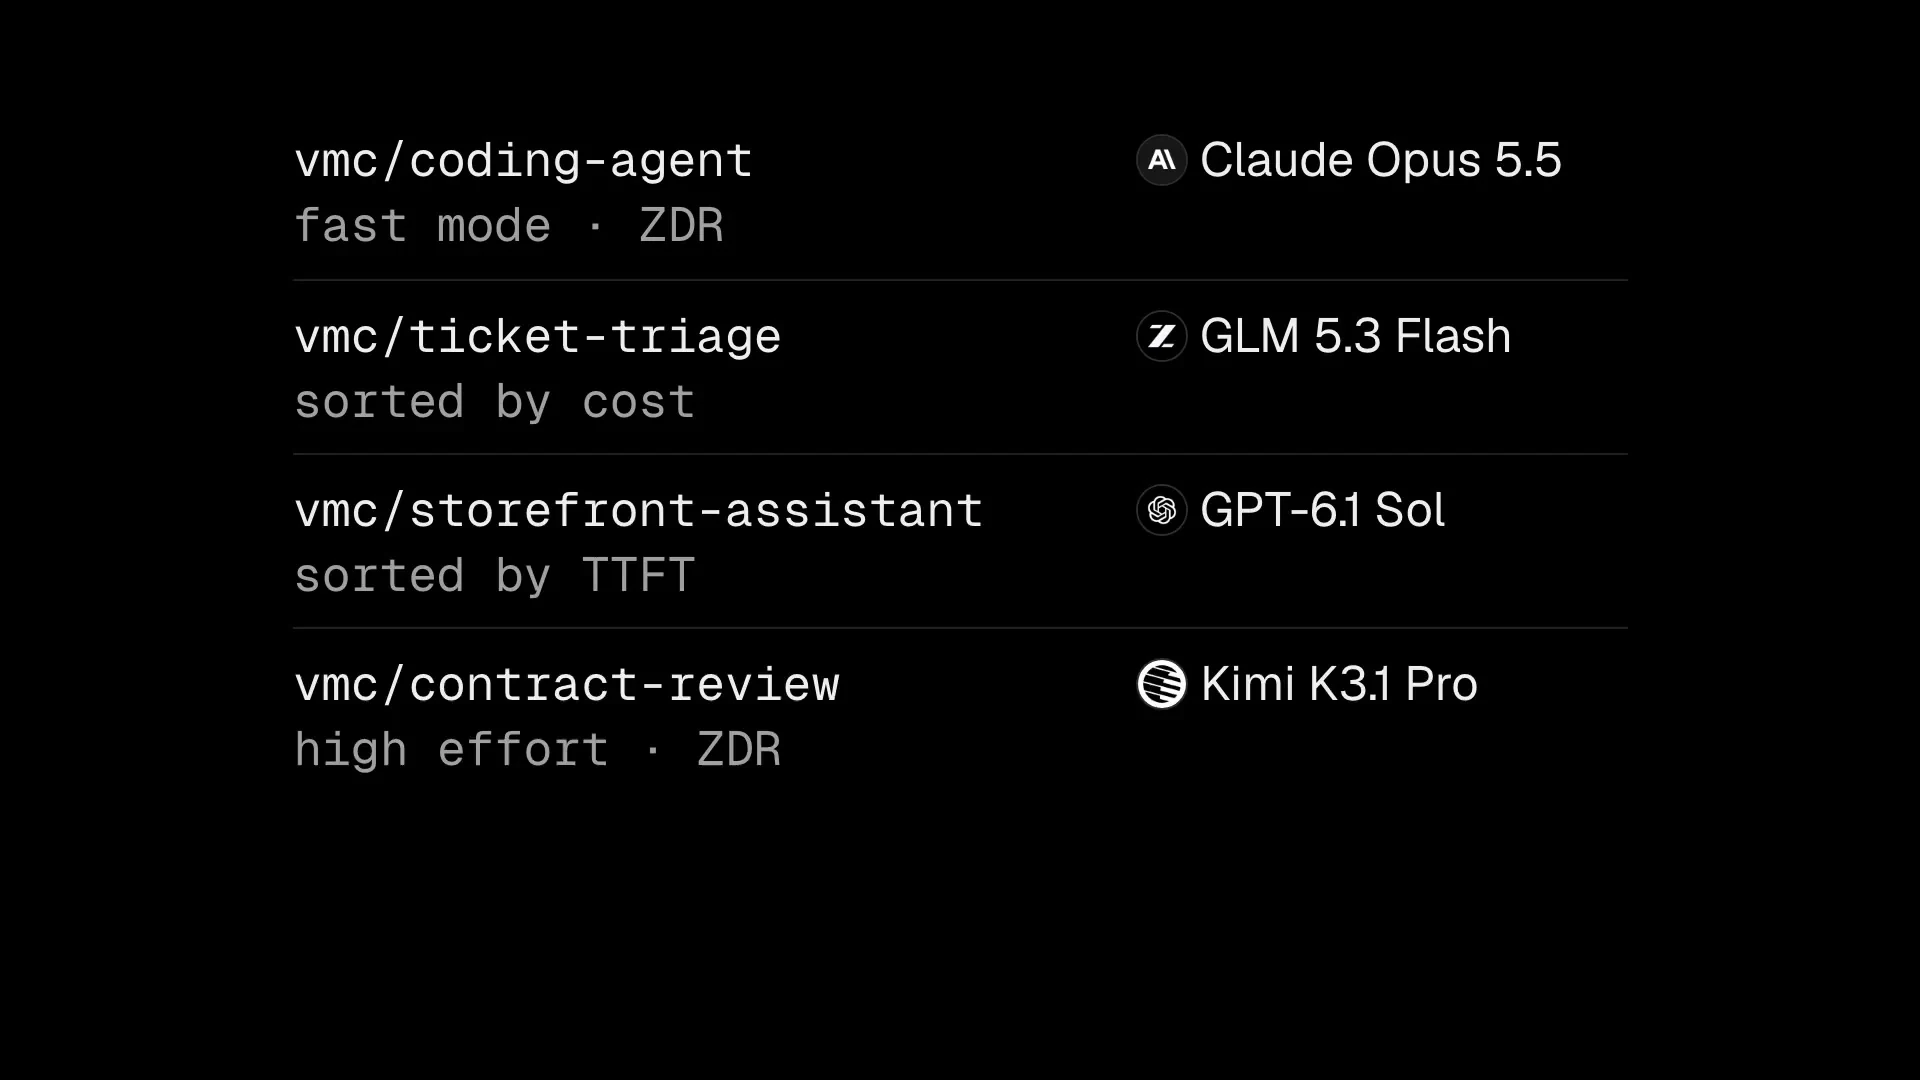 vmc/coding-agent
Claude Opus 5.5
fast mode · ZDR
vmc/ticket-triage
GLM 5.3 Flash
sorted by cost
vmc/storefront-assistant
GPT-6.1 Sol
sorted by TTFT
vmc/contract-review
Kimi K3.1 Pro
high effort · ZDR